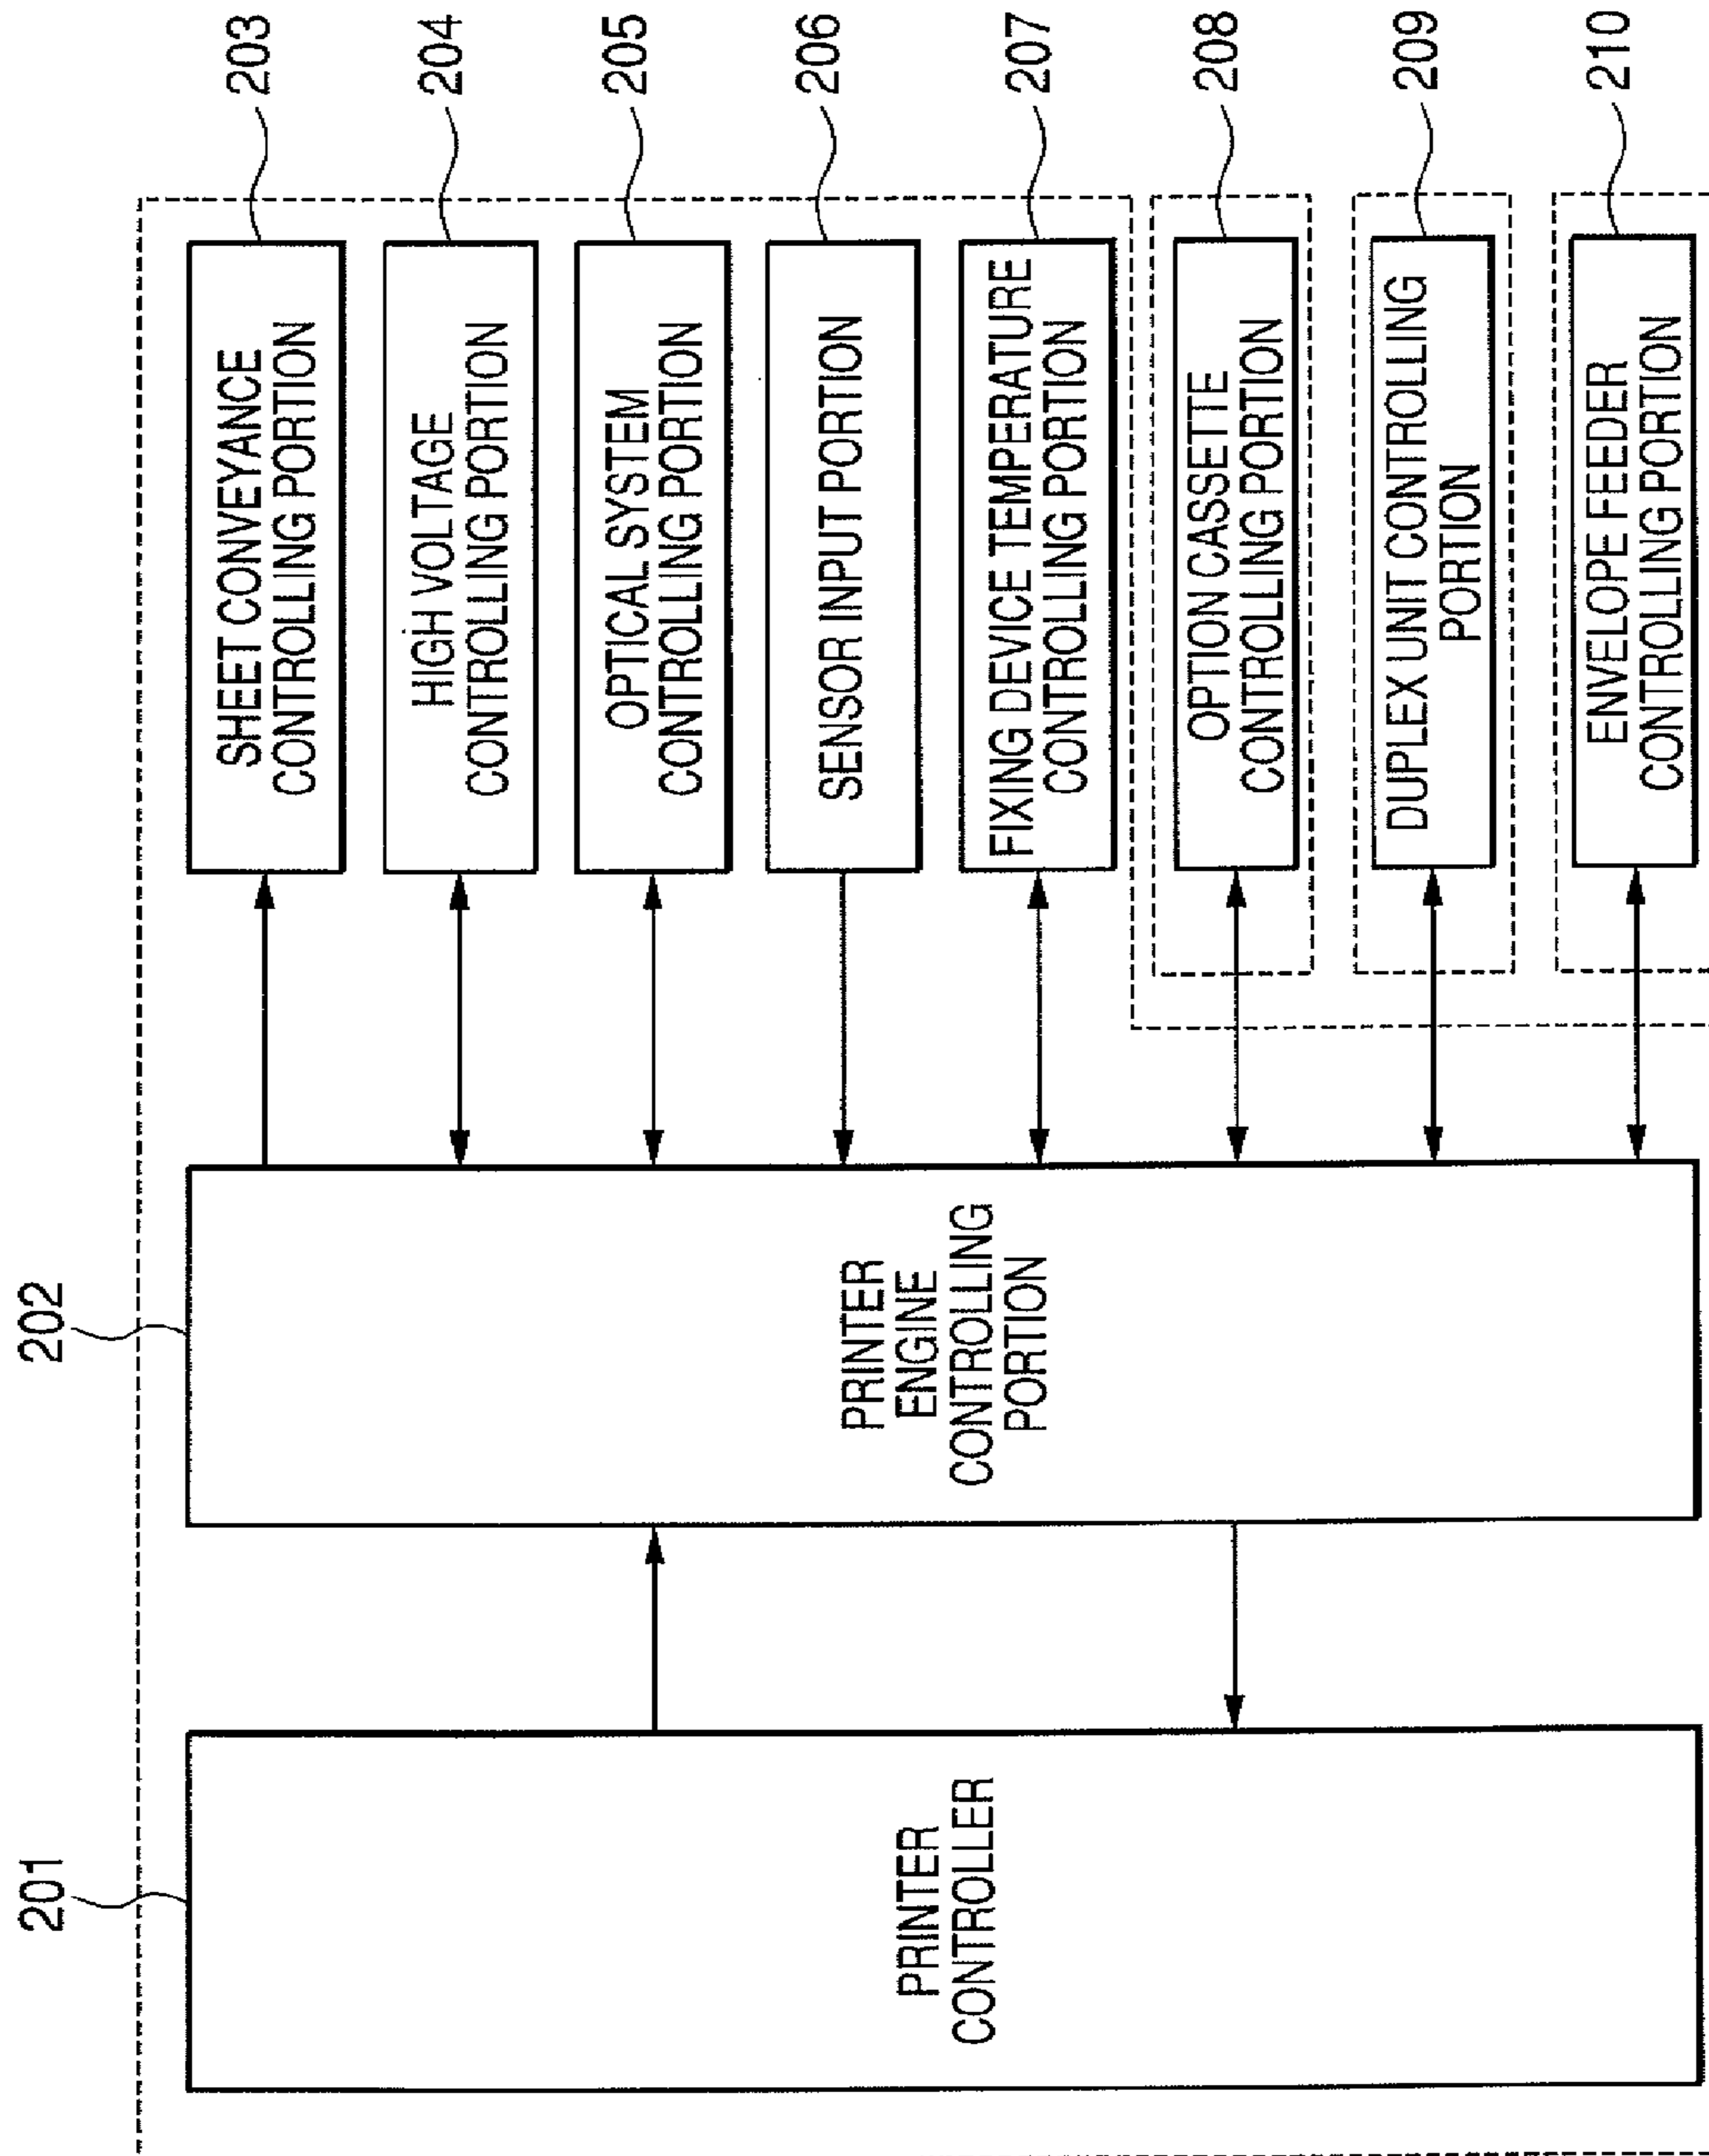 201
PRINTER
CONTROLLER
202
PRINTER
ENGINE
CONTROLLING
PORTION
SHEET CONVEYANCE
CONTROLLING PORTION
203
HIGH VOLTAGE
CONTROLLING PORTION
204
OPTICAL SYSTEM
CONTROLLING PORTION
205
SENSOR INPUT PORTION
206
FIXING DEVICE TEMPERATURE
CONTROLLING PORTION
207
OPTION CASSETTE
CONTROLLING PORTION
208
DUPLEX UNIT CONTROLLING
PORTION
209
ENVELOPE FEEDER
CONTROLLING PORTION
210